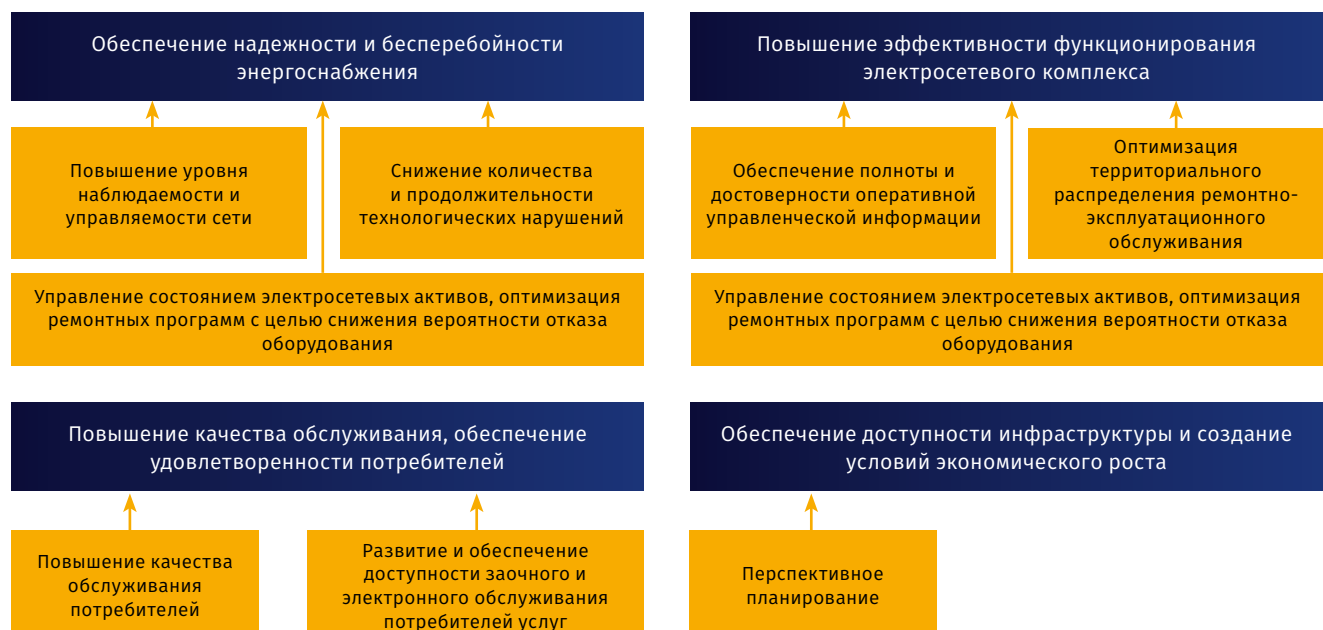 Обеспечение надежности и бесперебойности
энергоснабжения
Повышение уровня
наблюдаемости и
управляемости сети
Снижение количества
и продолжительности
технологических нарушений
Управление состоянием электросетевых активов, оптимизация
ремонтных программ с целью снижения вероятности отказа
оборудования
Повышение эффективности функционирования
электросетевого комплекса
Обеспечение полноты и
достоверности оперативной
управленческой информации
Оптимизация
территориального
распределения ремонтно-
эксплуатационного
обслуживания
Управление состоянием электросетевых активов, оптимизация
ремонтных программ с целью снижения вероятности отказа
оборудования
Повышение качества обслуживания, обеспечение
удовлетворенности потребителей
Повышение качества
обслуживания
потребителей
Развитие и обеспечение
доступности заочного и
электронного обслуживания
потребителей услуг
Обеспечение доступности инфраструктуры и создание
условий экономического роста
Перспективное
планирование